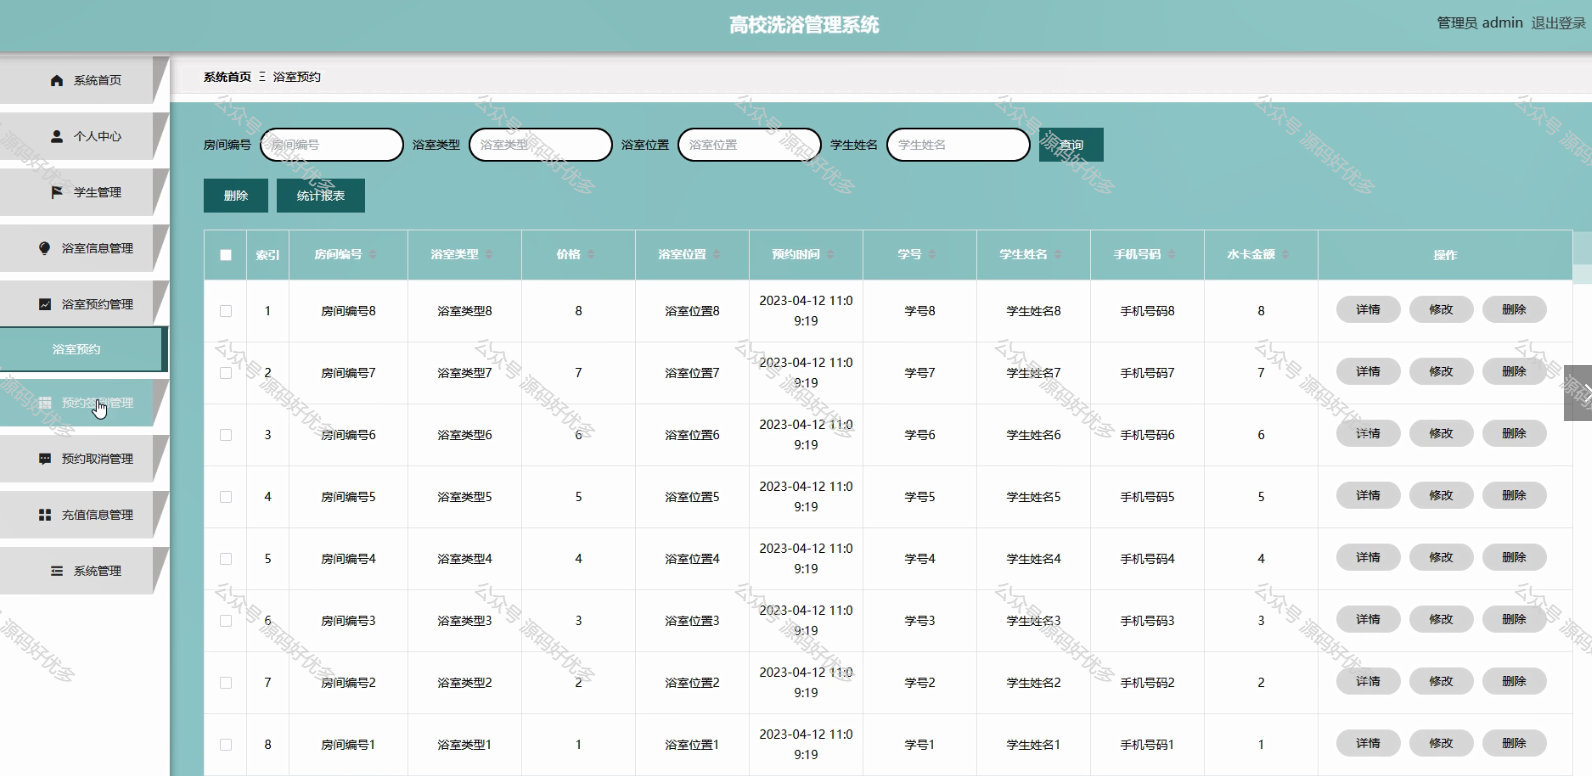 高校洗浴管理系统
管理员 admin 退出登录
系统首页 Ξ 浴室预约
系统首页
个人中心
学生管理
浴室信息管理
浴室预约管理
浴室预约
预约签到管理
预约取消管理
充值信息管理
系统管理
房间编号 房间编号 浴室类型 浴室类型 浴室位置 浴室位置 学生姓名 学生姓名 查询
删除 统计报表
索引 房间编号 浴室类型 价格 浴室位置 预约时间 学号 学生姓名 手机号码 水卡金额 操作
1 房间编号8 浴室类型8 8 浴室位置8 2023-04-12 11:09:19 学号8 学生姓名8 手机号码8 8 详情 修改 删除
2 房间编号7 浴室类型7 7 浴室位置7 2023-04-12 11:09:19 学号7 学生姓名7 手机号码7 7 详情 修改 删除
3 房间编号6 浴室类型6 6 浴室位置6 2023-04-12 11:09:19 学号6 学生姓名6 手机号码6 6 详情 修改 删除
4 房间编号5 浴室类型5 5 浴室位置5 2023-04-12 11:09:19 学号5 学生姓名5 手机号码5 5 详情 修改 删除
5 房间编号4 浴室类型4 4 浴室位置4 2023-04-12 11:09:19 学号4 学生姓名4 手机号码4 4 详情 修改 删除
6 房间编号3 浴室类型3 3 浴室位置3 2023-04-12 11:09:19 学号3 学生姓名3 手机号码3 3 详情 修改 删除
7 房间编号2 浴室类型2 2 浴室位置2 2023-04-12 11:09:19 学号2 学生姓名2 手机号码2 2 详情 修改 删除
8 房间编号1 浴室类型1 1 浴室位置1 2023-04-12 11:09:19 学号1 学生姓名1 手机号码1 1 详情 修改 删除
公众号 源码好优多